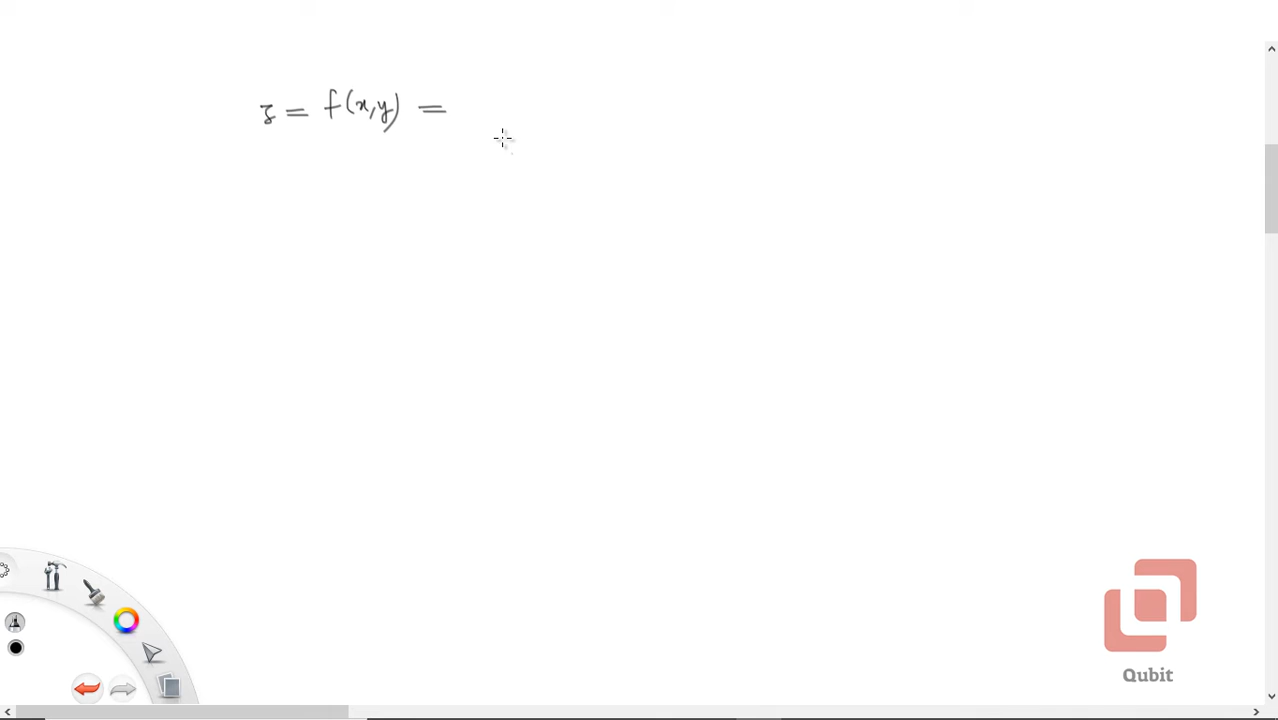 z = f(x,y) =
Qubit